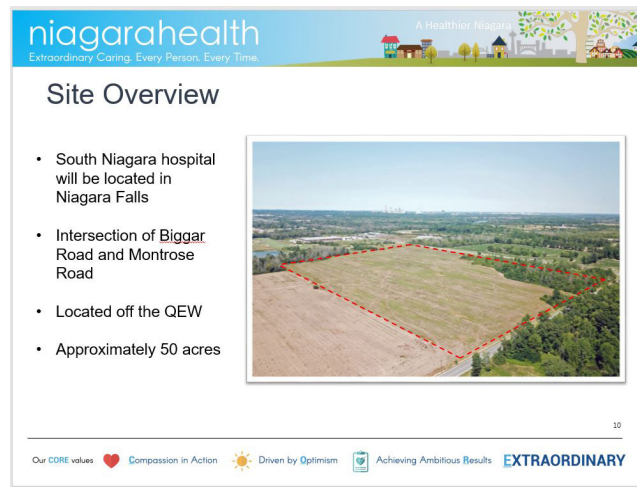 niagarahealth
Extraordinary Caring. Every Person. Every Time.
A Healthier Niagara
Site Overview
• South Niagara hospital
will be located in
Niagara Falls
• Intersection of Biggar
Road and Montrose
Road
• Located off the QEW
• Approximately 50 acres
10
Our CORE values Compassion in Action Driven by Optimism Achieving Ambitious Results EXTRAORDINARY